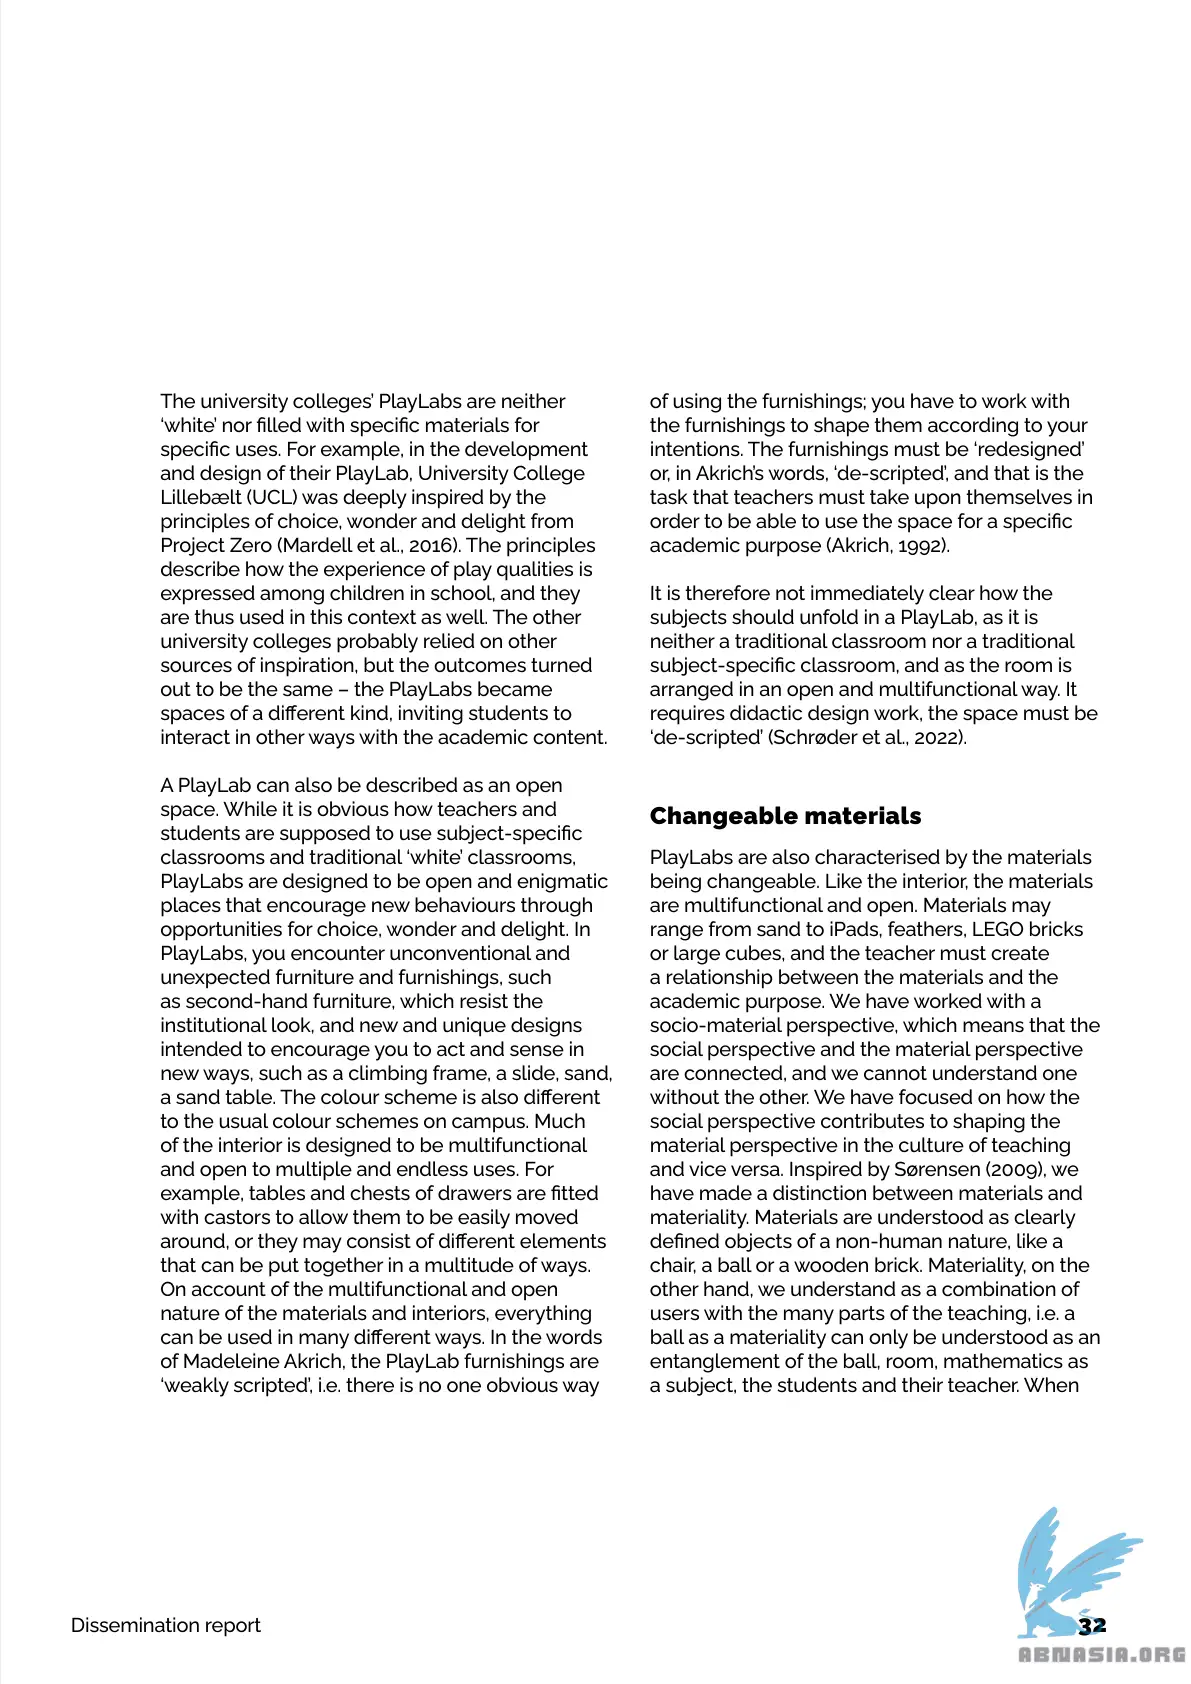 The university colleges’ PlayLabs are neither
‘white’ nor filled with specific materials for
specific uses. For example, in the development
and design of their PlayLab, University College
Lillebælt (UCL) was deeply inspired by the
principles of choice, wonder and delight from
Project Zero (Mardell et al., 2016). The principles
describe how the experience of play qualities is
expressed among children in school, and they
are thus used in this context as well. The other
university colleges probably relied on other
sources of inspiration, but the outcomes turned
out to be the same – the PlayLabs became
spaces of a different kind, inviting students to
interact in other ways with the academic content.
A PlayLab can also be described as an open
space. While it is obvious how teachers and
students are supposed to use subject-specific
classrooms and traditional ‘white’ classrooms,
PlayLabs are designed to be open and enigmatic
places that encourage new behaviours through
opportunities for choice, wonder and delight. In
PlayLabs, you encounter unconventional and
unexpected furniture and furnishings, such
as second-hand furniture, which resist the
institutional look, and new and unique designs
intended to encourage you to act and sense in
new ways, such as a climbing frame, a slide, sand,
a sand table. The colour scheme is also different
to the usual colour schemes on campus. Much
of the interior is designed to be multifunctional
and open to multiple and endless uses. For
example, tables and chests of drawers are fitted
with castors to allow them to be easily moved
around, or they may consist of different elements
that can be put together in a multitude of ways.
On account of the multifunctional and open
nature of the materials and interiors, everything
can be used in many different ways. In the words
of Madeleine Akrich, the PlayLab furnishings are
‘weakly scripted’, i.e. there is no one obvious way
of using the furnishings; you have to work with
the furnishings to shape them according to your
intentions. The furnishings must be ‘redesigned’
or, in Akrich’s words, ‘de-scripted’, and that is the
task that teachers must take upon themselves in
order to be able to use the space for a specific
academic purpose (Akrich, 1992).
It is therefore not immediately clear how the
subjects should unfold in a PlayLab, as it is
neither a traditional classroom nor a traditional
subject-specific classroom, and as the room is
arranged in an open and multifunctional way. It
requires didactic design work, the space must be
‘de-scripted’ (Schrøder et al., 2022).
Changeable materials
PlayLabs are also characterised by the materials
being changeable. Like the interior, the materials
are multifunctional and open. Materials may
range from sand to iPads, feathers, LEGO bricks
or large cubes, and the teacher must create
a relationship between the materials and the
academic purpose. We have worked with a
socio-material perspective, which means that the
social perspective and the material perspective
are connected, and we cannot understand one
without the other. We have focused on how the
social perspective contributes to shaping the
material perspective in the culture of teaching
and vice versa. Inspired by Sørensen (2009), we
have made a distinction between materials and
materiality. Materials are understood as clearly
defined objects of a non-human nature, like a
chair, a ball or a wooden brick. Materiality, on the
other hand, we understand as a combination of
users with the many parts of the teaching, i.e. a
ball as a materiality can only be understood as an
entanglement of the ball, room, mathematics as
a subject, the students and their teacher. When
Dissemination report
32
ABNASIA.ORG